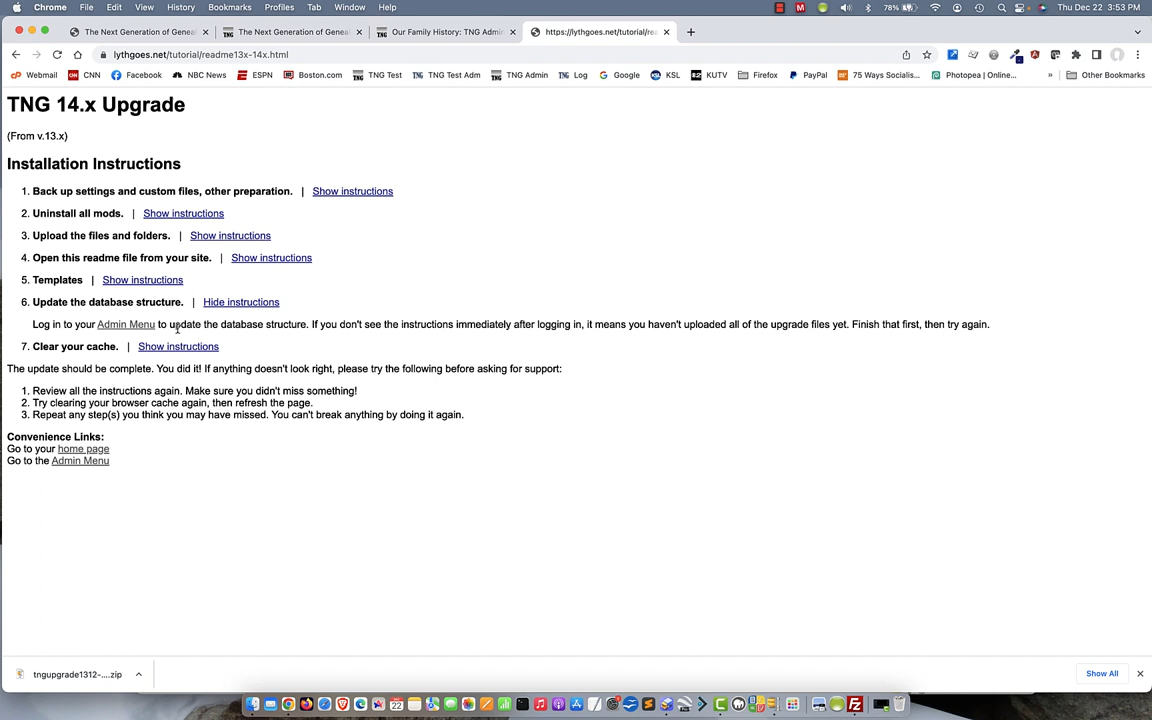 Chrome File Edit View History Bookmarks Profiles Tab Window Help 78% Thu Dec 22 3:53 PM
The Next Generation of Geneal The Next Generation of Geneal Our Family History: TNG Admin https://lythgoes.net/tutorial/rea
lythgoes.net/tutorial/readme13x-14x.html
Webmail CNN Facebook NBC News ESPN Boston.com TNG Test TNG Test Adm TNG Admin Log Google KSL KUTV Firefox PayPal 75 Ways Socialis... Photopea | Online... » Other Bookmarks
TNG 14.x Upgrade
(From v.13.x)
Installation Instructions
1. Back up settings and custom files, other preparation. | Show instructions
2. Uninstall all mods. | Show instructions
3. Upload the files and folders. | Show instructions
4. Open this readme file from your site. | Show instructions
5. Templates | Show instructions
6. Update the database structure. | Hide instructions
Log in to your Admin Menu to update the database structure. If you don't see the instructions immediately after logging in, it means you haven't uploaded all of the upgrade files yet. Finish that first, then try again.
7. Clear your cache. | Show instructions
The update should be complete. You did it! If anything doesn't look right, please try the following before asking for support:
1. Review all the instructions again. Make sure you didn't miss something!
2. Try clearing your browser cache again, then refresh the page.
3. Repeat any step(s) you think you may have missed. You can't break anything by doing it again.
Convenience Links:
Go to your home page
Go to the Admin Menu
tngupgrade1312-....zip Show All